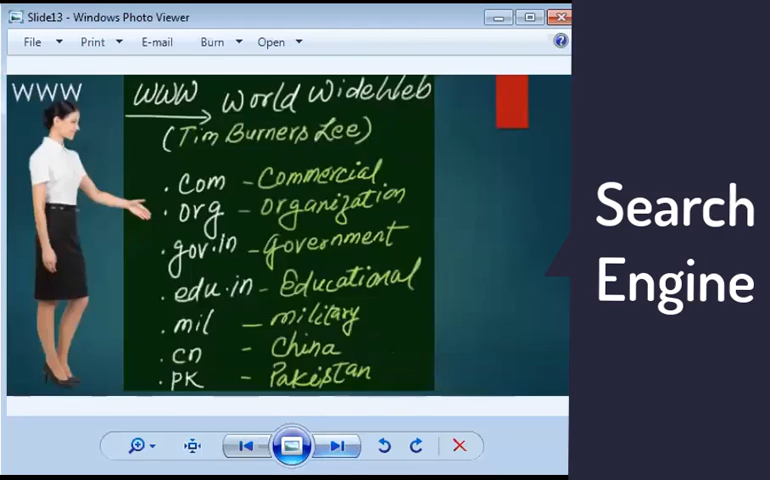 Slide13 - Windows Photo Viewer
File Print E-mail Burn Open
WWW
WWW World WideWeb
(Tim Burners Lee)
.com - Commercial
.org - organization
.gov.in - Government
.edu.in - Educational
.mil - military
.cn - China
.PK - Pakistan
Search
Engine